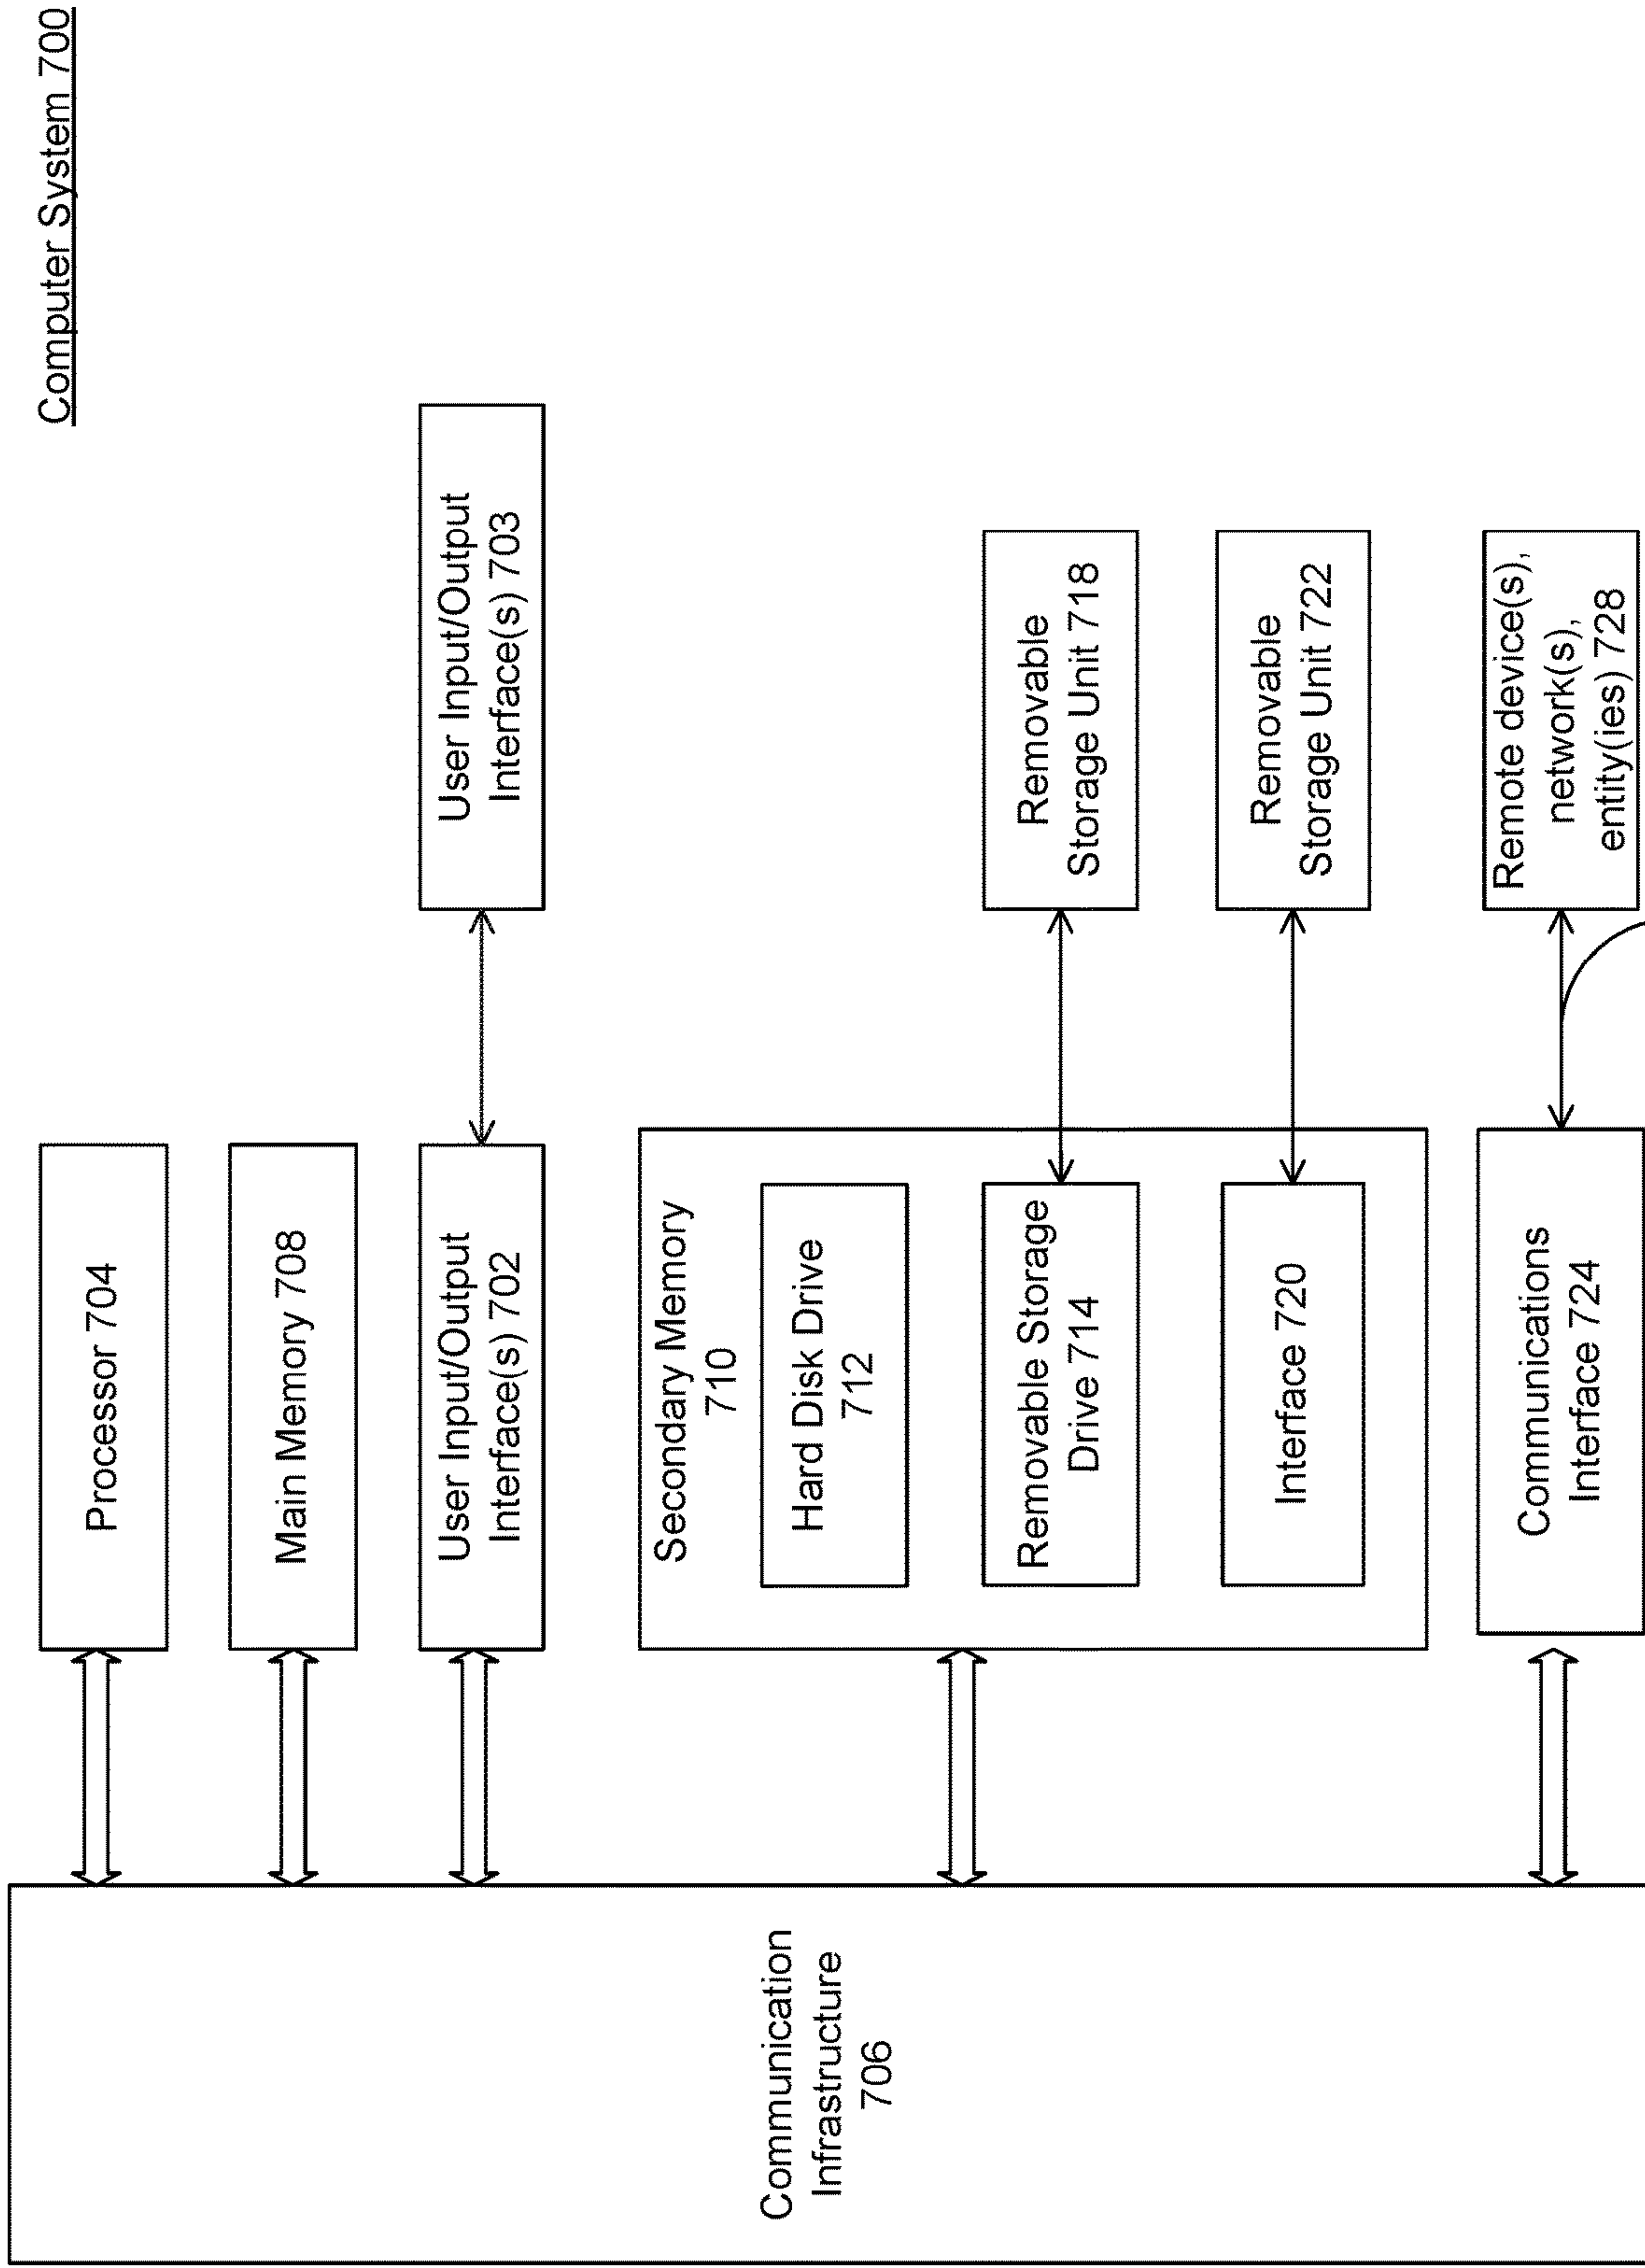 Computer System 700
Processor 704
Main Memory 708
User Input/Output
Interface(s) 702
User Input/Output
Interface(s) 703
Secondary Memory
710
Hard Disk Drive
712
Removable Storage
Drive 714
Removable
Storage Unit 718
Interface 720
Removable
Storage Unit 722
Communications
Interface 724
Remote device(s),
network(s),
entity(ies) 728
Communication
Infrastructure
706